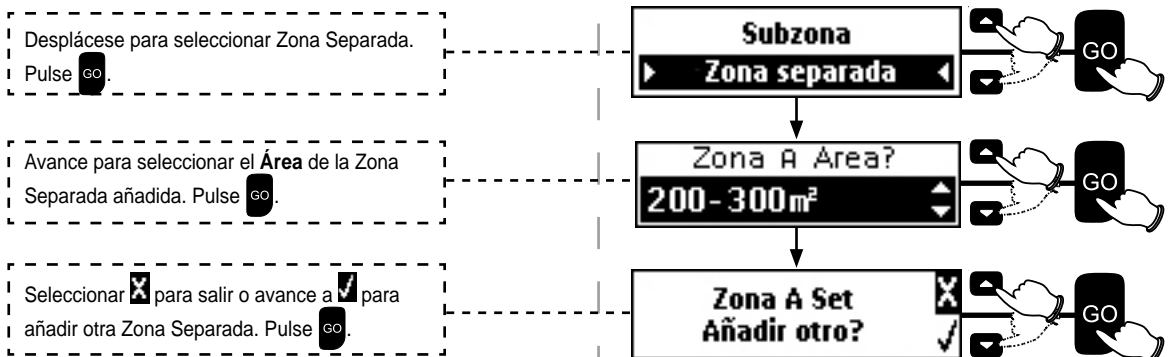 Desplácese para seleccionar Zona Separada.
Pulse GO.
Subzona
Zona separada
GO
Avance para seleccionar el Área de la Zona
Separada añadida. Pulse GO.
Zona A Area?
200-300m²
GO
Seleccionar X para salir o avance a √ para
añadir otra Zona Separada. Pulse GO.
Zona A Set X
Añadir otro? √
GO